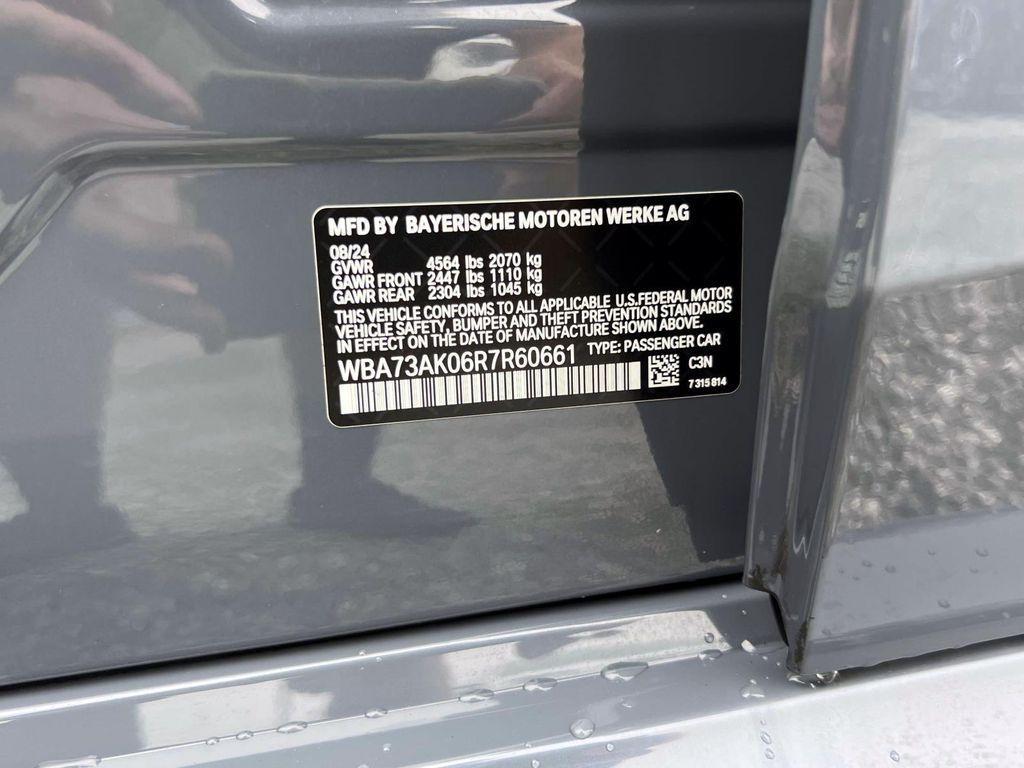 MFD BY BAYERISCHE MOTOREN WERKE AG
08/24
GVWR 4564 lbs 2070 kg
GAWR FRONT 2447 lbs 1110 kg
GAWR REAR 2304 lbs 1045 kg
THIS VEHICLE CONFORMS TO ALL APPLICABLE U.S.FEDERAL MOTOR
VEHICLE SAFETY, BUMPER AND THEFT PREVENTION STANDARDS
IN EFFECT ON THE DATE OF MANUFACTURE SHOWN ABOVE.
WBA73AK06R7R60661 TYPE: PASSENGER CAR
C3N
7 315 814